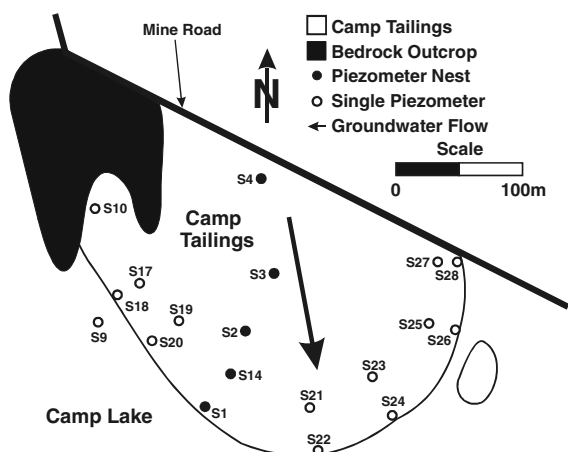 Mine Road
Camp Tailings
Bedrock Outcrop
Piezometer Nest
Single Piezometer
Groundwater Flow
N
Scale
0 100m
S4
S10
Camp
Tailings
S3
S27
S28
S17
S18
S19
S9
S20
S2
S25
S26
S14
S23
S21
S24
S1
Camp Lake
S22